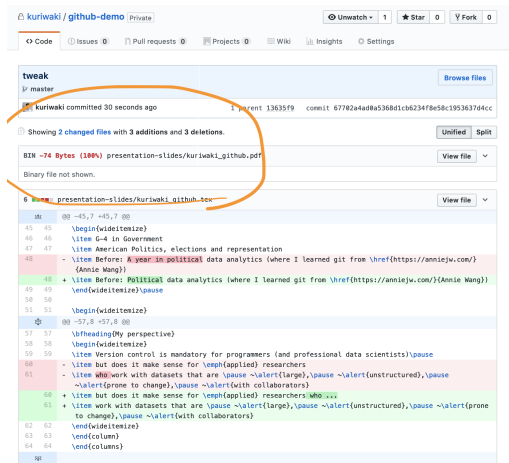 kuriwaki / github-demo Private
Unwatch 1 Star 0 Fork 0
Code Issues 0 Pull requests 0 Projects 0 Wiki Insights Settings
tweak
Browse files
master
kuriwaki committed 30 seconds ago 1 parent 13635f9 commit 67702a4ad0a5368d1cb6234f8e58c1953637d4cc
Showing 2 changed files with 3 additions and 3 deletions.
Unified Split
BIN -74 Bytes (100%) presentation-slides/kuriwaki_github.pdf
View file
Binary file not shown.
6 presentation-slides/kuriwaki_github.tex
View file
@@ -45,7 +45,7 @@
45 45 \begin{wideitemize}
46 46 \item G-4 in Government
47 47 \item American Politics, elections and representation
48 - \item Before: A year in political data analytics (where I learned git from \href{https://anniejw.com/}
{Annie Wang})
48 + \item Before: Political data analytics (where I learned git from \href{https://anniejw.com/}{Annie Wang})
49 49 \end{wideitemize}\pause
50 50
51 51 \begin{wideitemize}
@@ -57,8 +57,8 @@
57 57 \bfheading{My perspective}
58 58 \begin{wideitemize}
59 59 \item Version control is mandatory for programmers (and professional data scientists)\pause
60 - \item but does it make sense for \emph{applied} researchers
61 - \item who work with datasets that are \pause ~\alert{large},\pause ~\alert{unstructured},\pause
~\alert{prone to change},\pause ~\alert{with collaborators}
60 + \item but does it make sense for \emph{applied} researchers who ...
61 + \item work with datasets that are \pause ~\alert{large},\pause ~\alert{unstructured},\pause ~\alert{prone
to change},\pause ~\alert{with collaborators}
62 62 \end{wideitemize}
63 63 \end{column}
64 64 \end{columns}